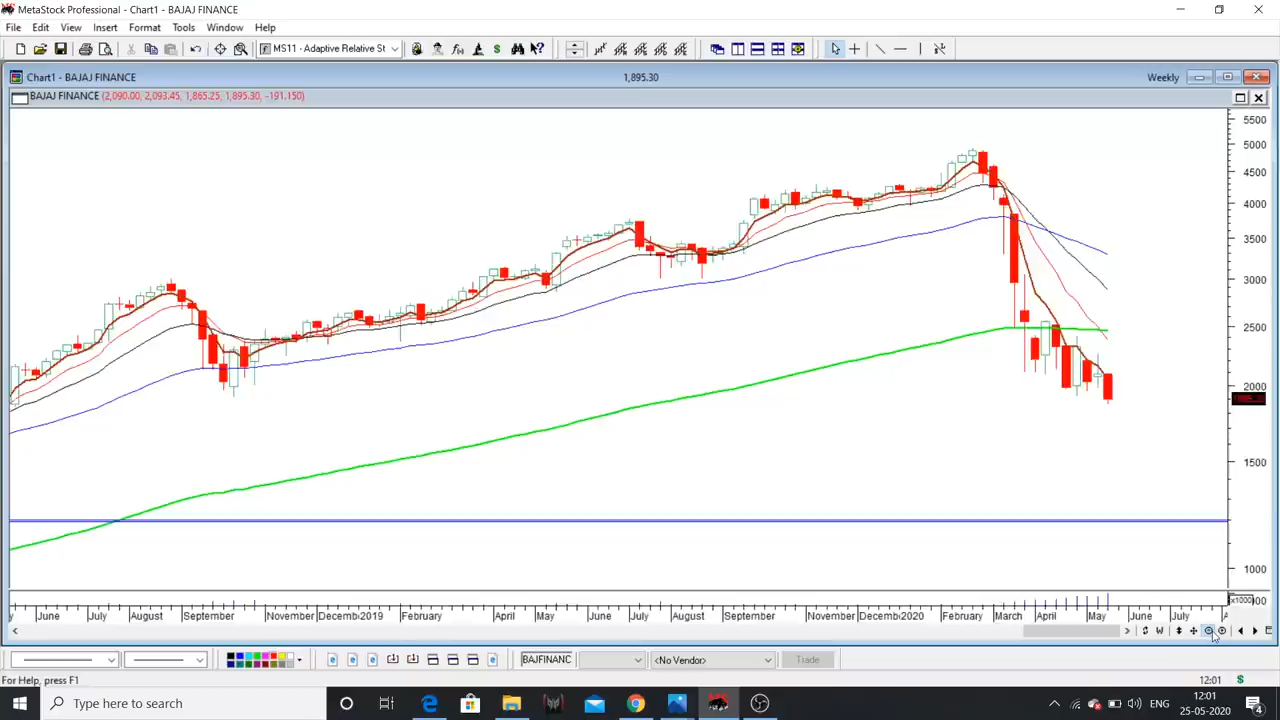 MetaStock Professional - Chart1 - BAJAJ FINANCE
File Edit View Insert Format Tools Window Help
MS11 - Adaptive Relative St
Chart1 - BAJAJ FINANCE 1,895.30 Weekly
BAJAJ FINANCE (2,090.00, 2,093.45, 1,865.25, 1,895.30, -191.150)
5500
5000
4500
4000
3500
3000
2500
2000
1500
1000
x1000
June July August September November December 2019 February April May June July August September November December 2020 February March April May June July
BAJFINANC <No Vendor> Trade
For Help, press F1 12:01
Type here to search ENG 12:01
25-05-2020 4